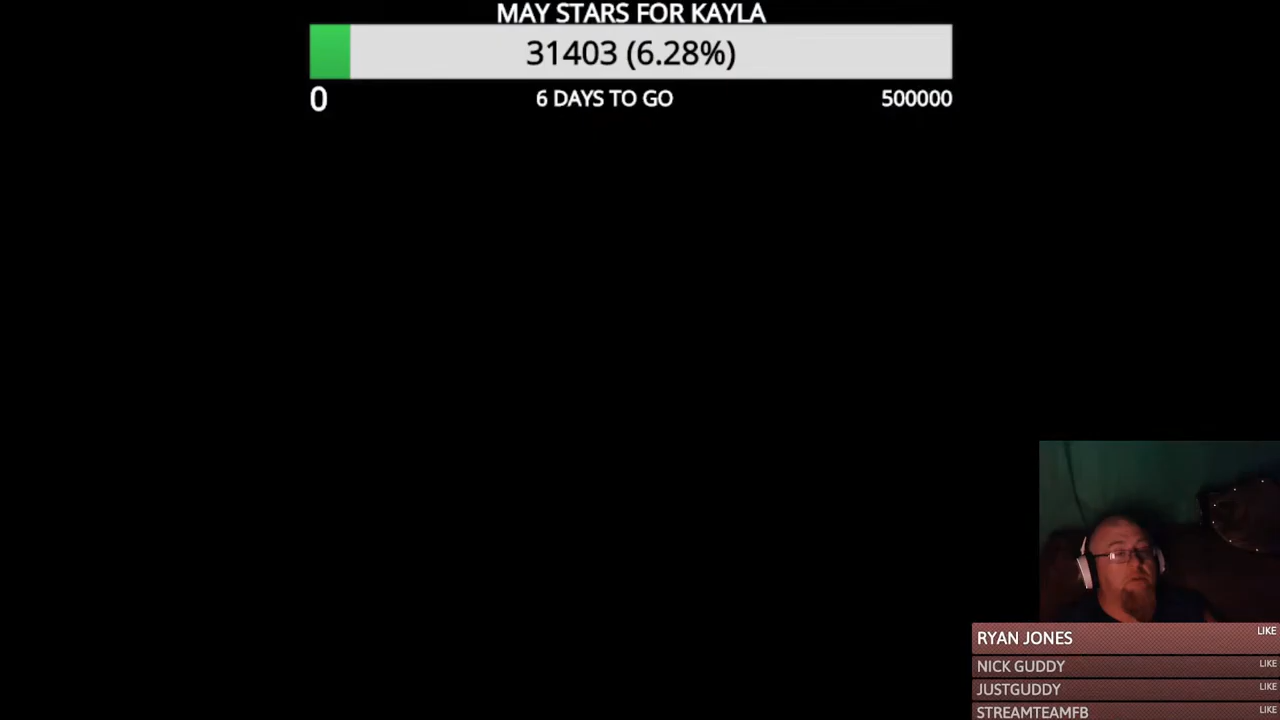 MAY STARS FOR KAYLA
31403 (6.28%)
0 6 DAYS TO GO 500000
RYAN JONES LIKE
NICK GUDDY LIKE
JUSTGUDDY LIKE
STREAMTEAMFB LIKE